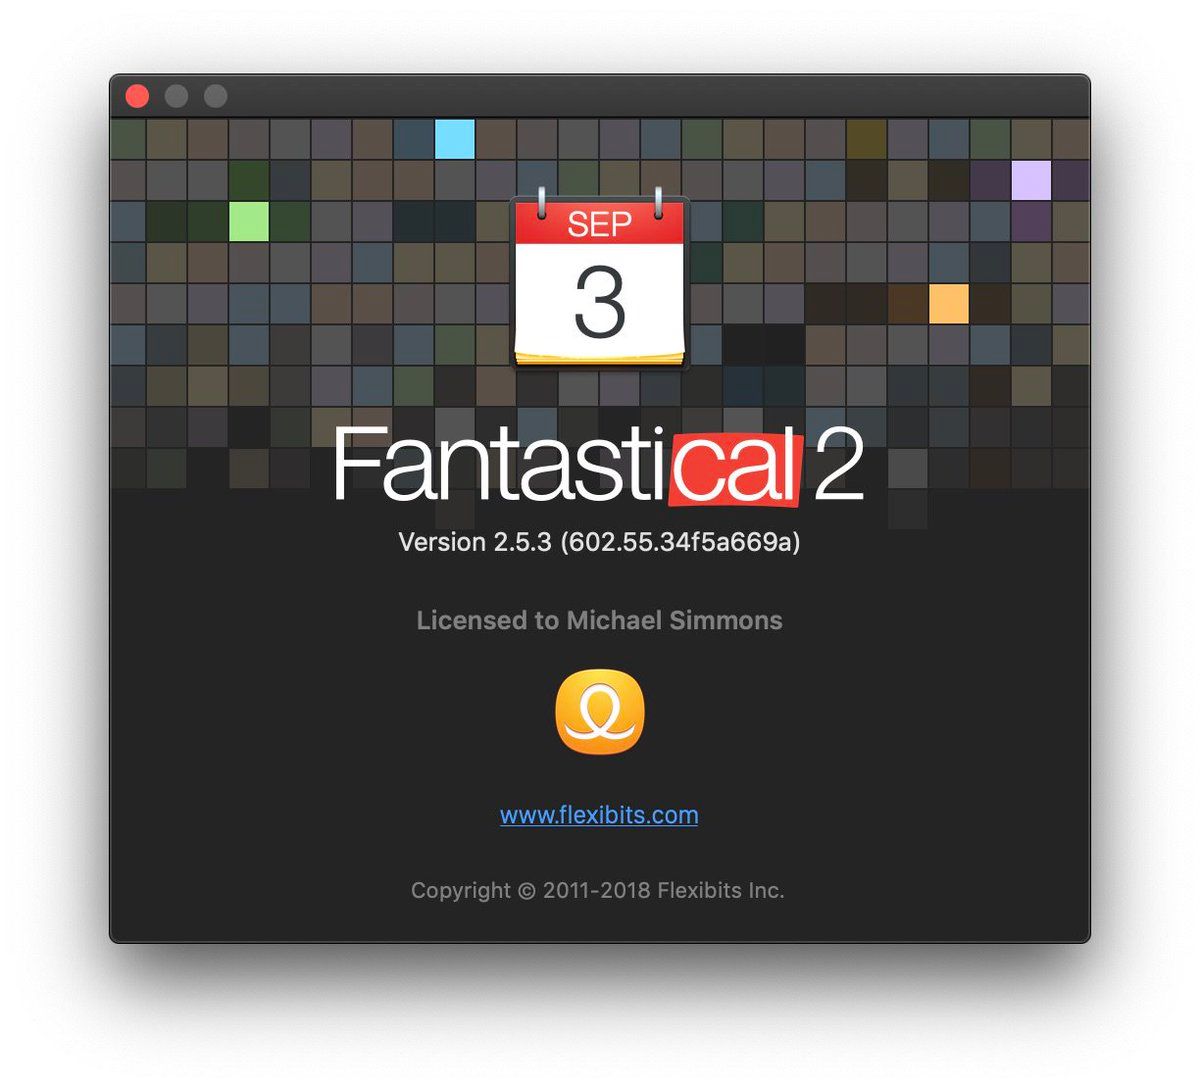 SEP
3
Fantastical 2
Version 2.5.3 (602.55.34f5a669a)
Licensed to Michael Simmons
www.flexibits.com
Copyright © 2011-2018 Flexibits Inc.